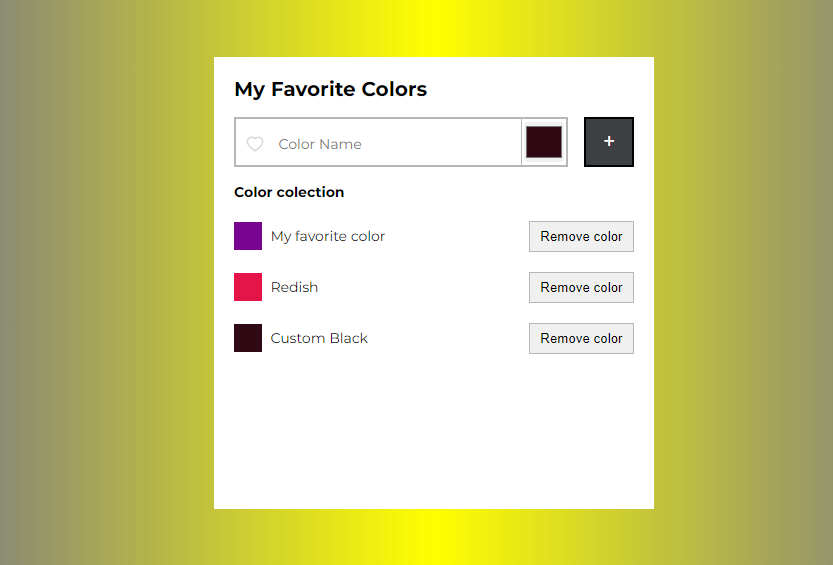 My Favorite Colors
Color Name
+
Color colection
My favorite color
Remove color
Redish
Remove color
Custom Black
Remove color